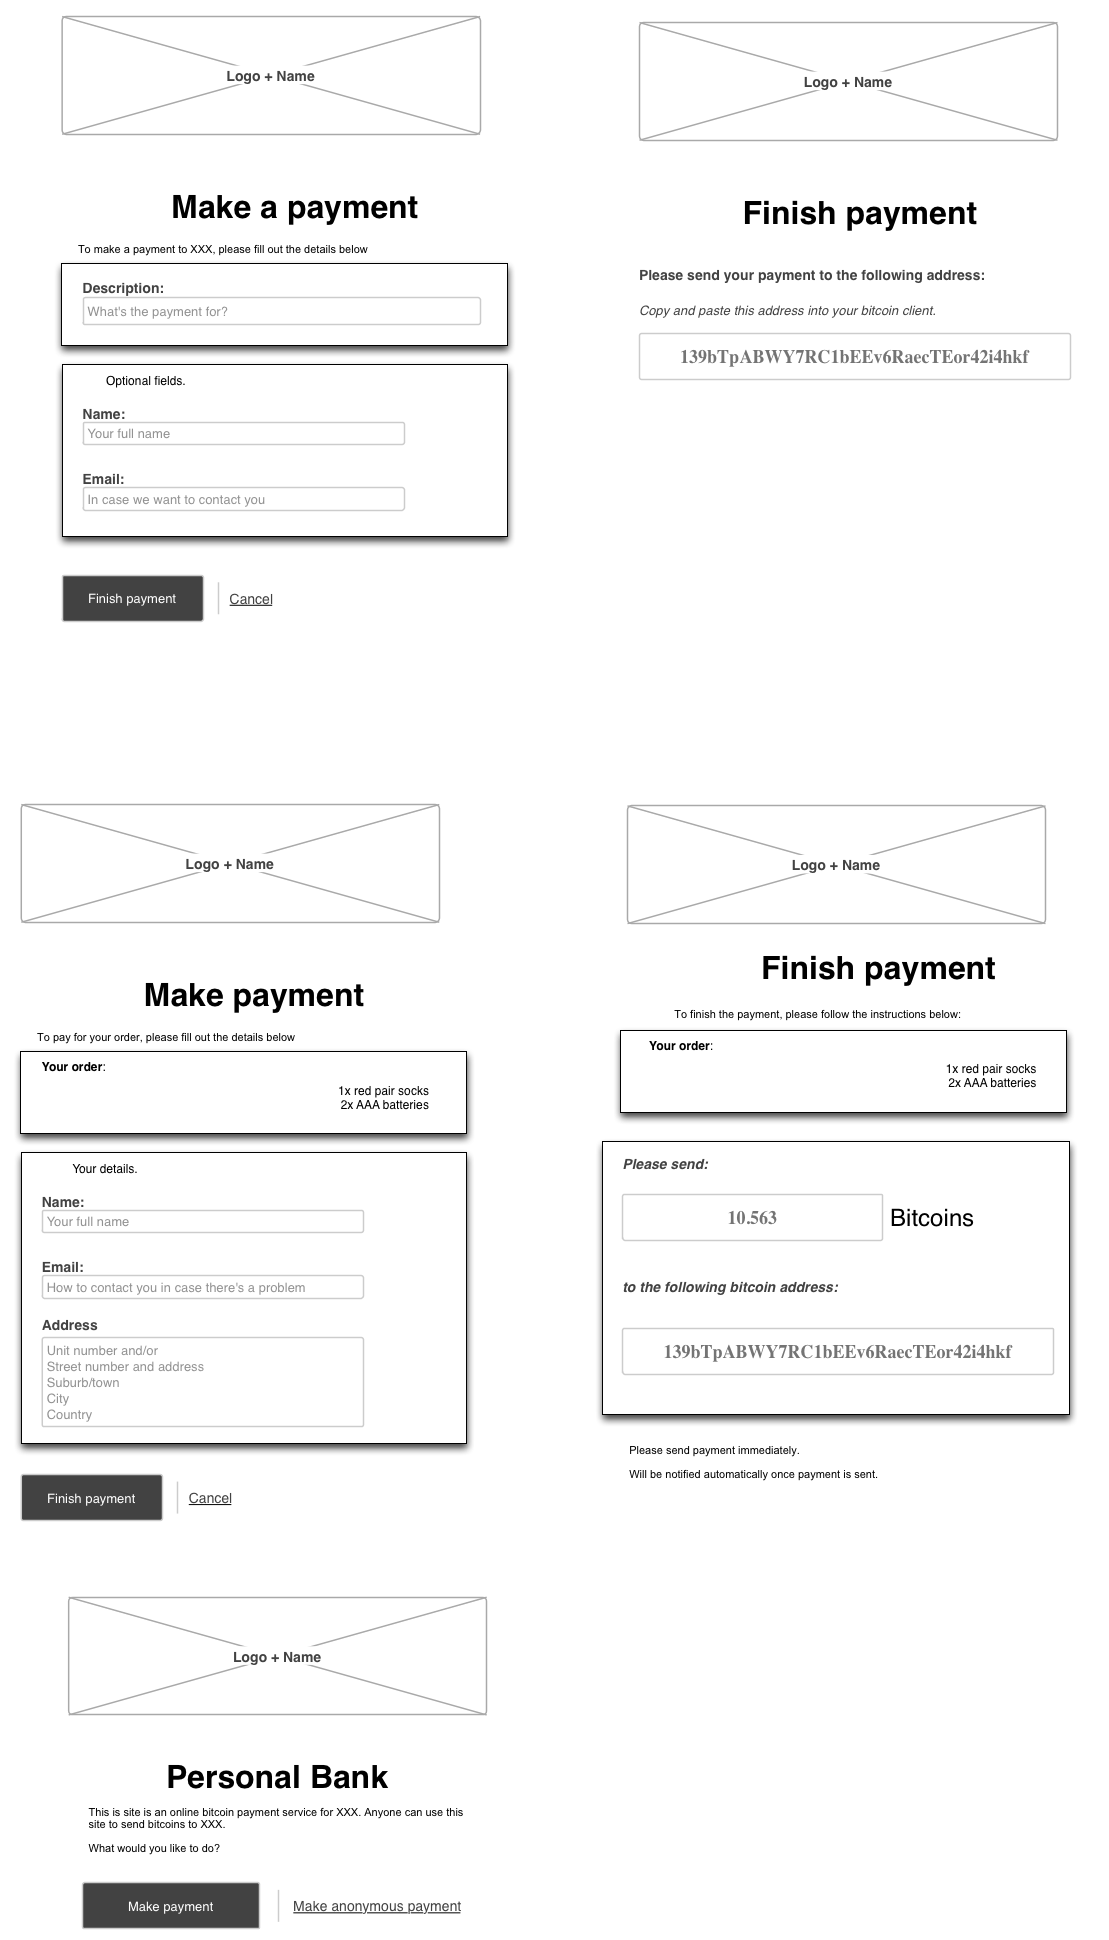 Logo + Name
Make a payment
To make a payment to XXX, please fill out the details below
Description:
What's the payment for?
Optional fields.
Name:
Your full name
Email:
In case we want to contact you
Finish payment
Cancel
Logo + Name
Finish payment
Please send your payment to the following address:
Copy and paste this address into your bitcoin client.
139bTpABWY7RC1bEEv6RaecTEor42i4hkf
Logo + Name
Make payment
To pay for your order, please fill out the details below
Your order:
1x red pair socks
2x AAA batteries
Your details.
Name:
Your full name
Email:
How to contact you in case there's a problem
Address
Unit number and/or
Street number and address
Suburb/town
City
Country
Finish payment
Cancel
Logo + Name
Finish payment
To finish the payment, please follow the instructions below:
Your order:
1x red pair socks
2x AAA batteries
Please send:
10.563 Bitcoins
to the following bitcoin address:
139bTpABWY7RC1bEEv6RaecTEor42i4hkf
Please send payment immediately.
Will be notified automatically once payment is sent.
Logo + Name
Personal Bank
This is site is an online bitcoin payment service for XXX. Anyone can use this
site to send bitcoins to XXX.
What would you like to do?
Make payment
Make anonymous payment